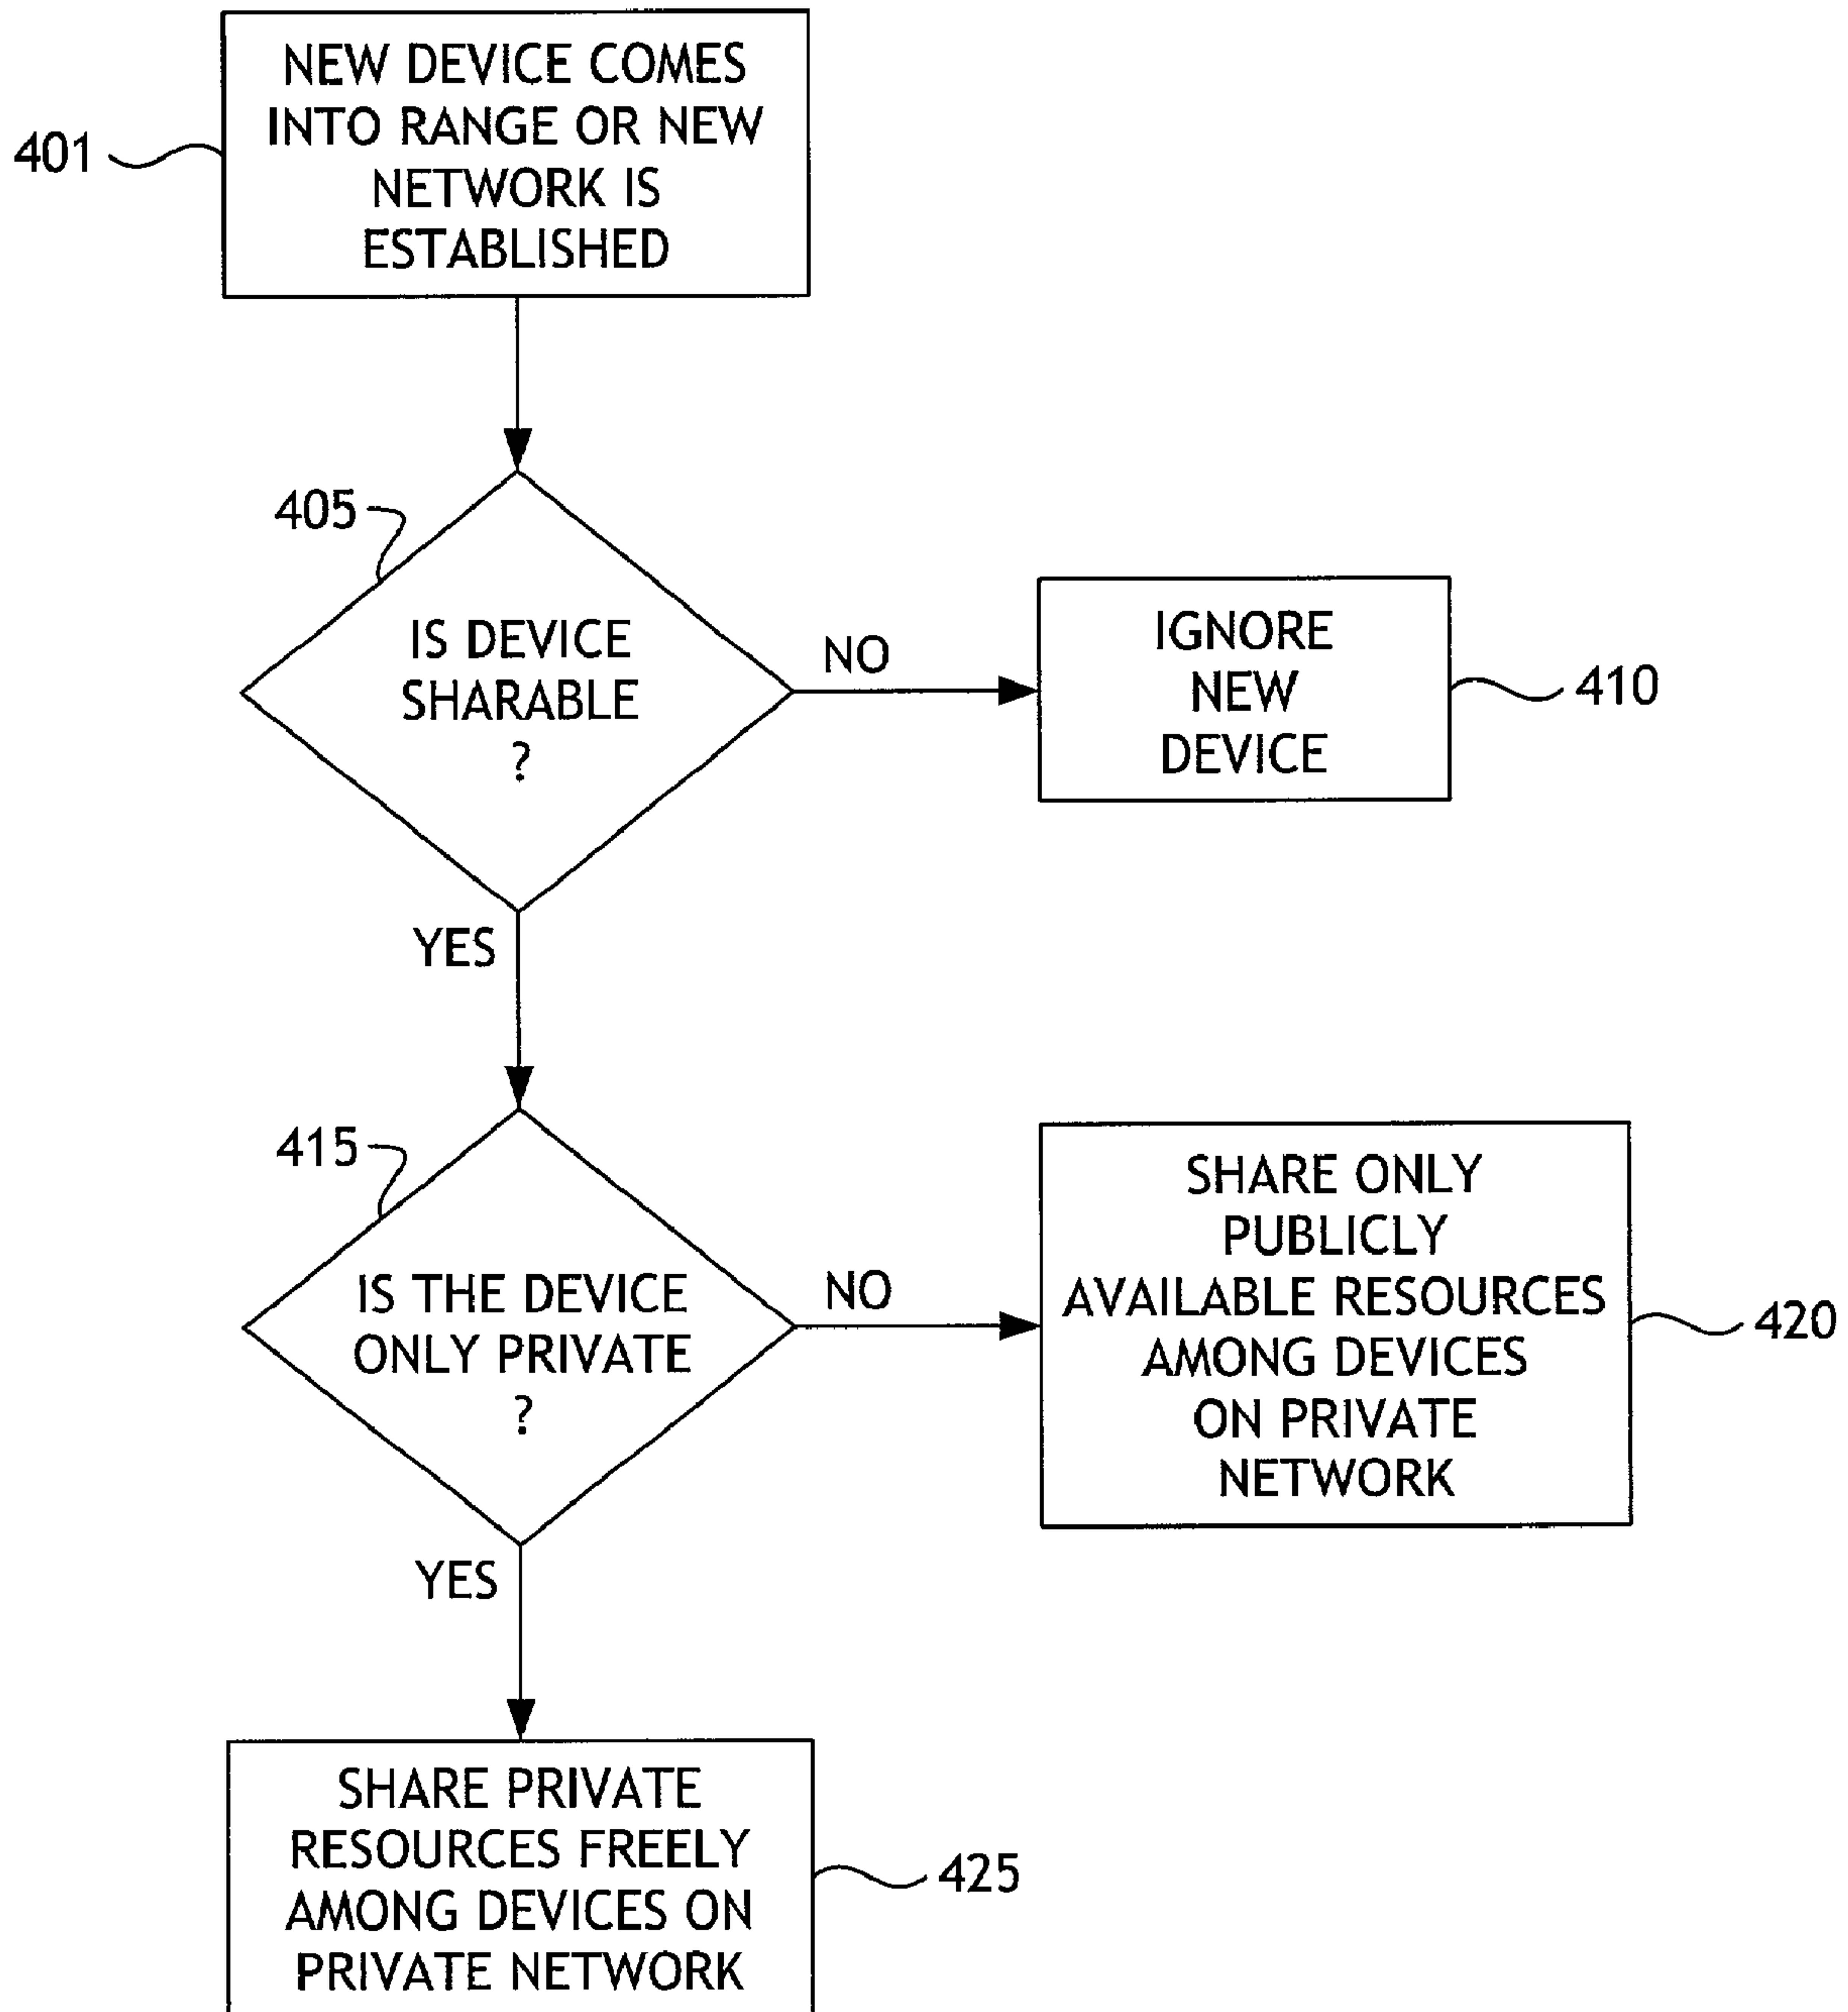 NEW DEVICE COMES
INTO RANGE OR NEW
NETWORK IS
ESTABLISHED
401
405
IS DEVICE
SHARABLE
?
NO
IGNORE
NEW
DEVICE
410
YES
415
IS THE DEVICE
ONLY PRIVATE
?
NO
SHARE ONLY
PUBLICLY
AVAILABLE RESOURCES
AMONG DEVICES
ON PRIVATE
NETWORK
420
YES
SHARE PRIVATE
RESOURCES FREELY
AMONG DEVICES ON
PRIVATE NETWORK
425